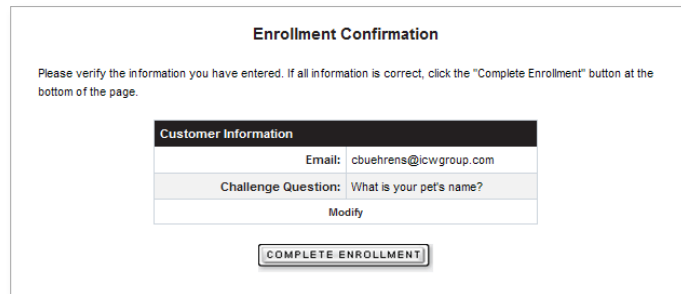 Enrollment Confirmation
Please verify the information you have entered. If all information is correct, click the "Complete Enrollment" button at the
bottom of the page.
Customer Information
Email: cbuehrens@icwgroup.com
Challenge Question: What is your pet's name?
Modify
COMPLETE ENROLLMENT